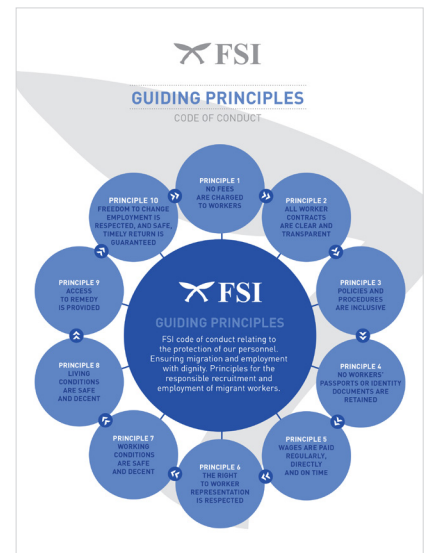 FSI
GUIDING PRINCIPLES
CODE OF CONDUCT
PRINCIPLE 1
NO FEES
ARE CHARGED
TO WORKERS
PRINCIPLE 2
ALL WORKER
CONTRACTS
ARE CLEAR AND
TRANSPARENT
PRINCIPLE 3
POLICIES AND
PROCEDURES
ARE INCLUSIVE
PRINCIPLE 4
NO WORKERS'
PASSPORTS OR IDENTITY
DOCUMENTS ARE
RETAINED
PRINCIPLE 5
WAGES ARE PAID
REGULARLY,
DIRECTLY
AND ON TIME
PRINCIPLE 6
THE RIGHT
TO WORKER
REPRESENTATION
IS RESPECTED
PRINCIPLE 7
WORKING
CONDITIONS
ARE SAFE
AND DECENT
PRINCIPLE 8
LIVING
CONDITIONS
ARE SAFE
AND DECENT
PRINCIPLE 9
ACCESS
TO REMEDY
IS PROVIDED
PRINCIPLE 10
FREEDOM TO CHANGE
EMPLOYMENT IS
RESPECTED, AND SAFE,
TIMELY RETURN IS
GUARANTEED
FSI
GUIDING PRINCIPLES
FSI code of conduct relating to
the protection of our personnel.
Ensuring migration and employment
with dignity. Principles for the
responsible recruitment and
employment of migrant workers.